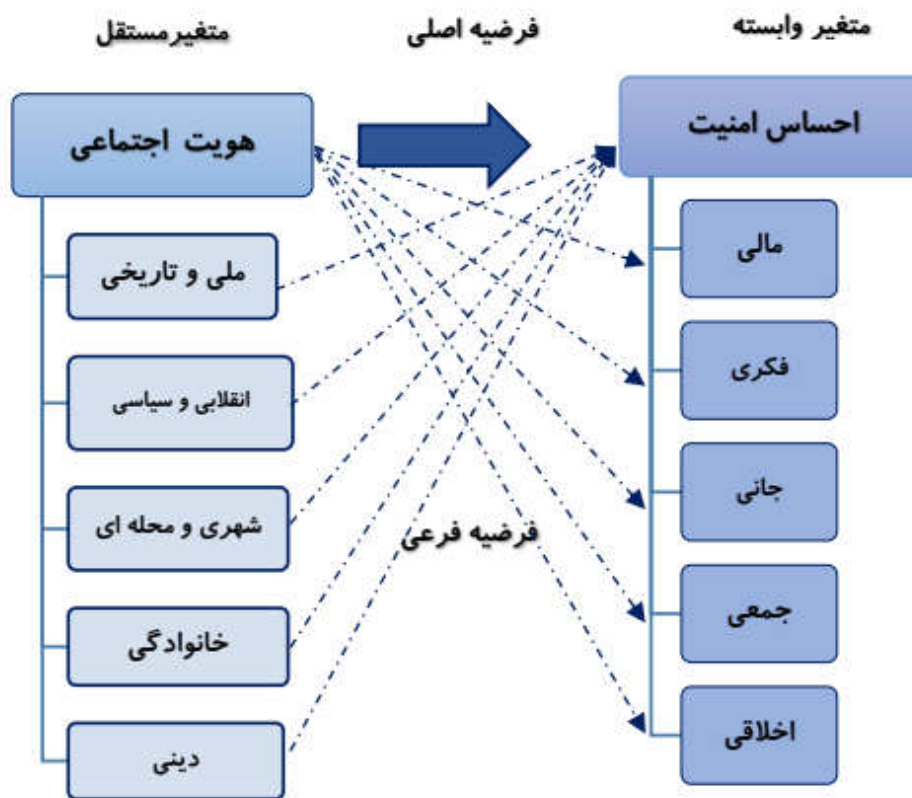 متغیر وابسته
فرضیه اصلی
متغیرمستقل
احساس امنیت
هویت اجتماعی
مالی
ملی و تاریخی
فکری
انقلابی و سیاسی
جانی
شهری و محله ای
فرضیه فرعی
جمعی
خانوادگی
اخلاقی
دینی